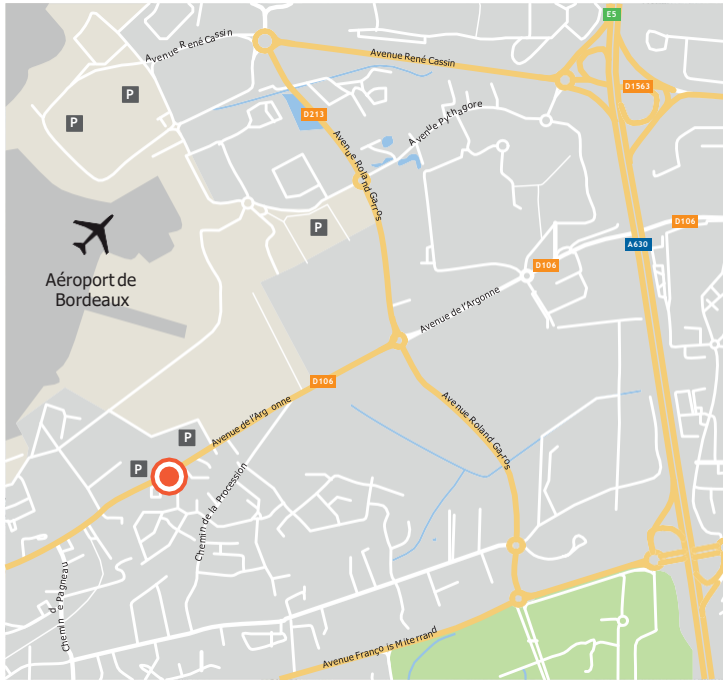 E5
Avenue René Cassin
Avenue René Cassin
D1563
P
P
D213
Avenue Pythagore
Avenue Roland Garros
P
D106
A630
D106
Aéroport de
Bordeaux
Avenue de l'Argonne
D106
Avenue de l'Argonne
Avenue Roland Garros
P
P
Chemin de la Procession
Chemin de Pagneau
Avenue François Miterrand